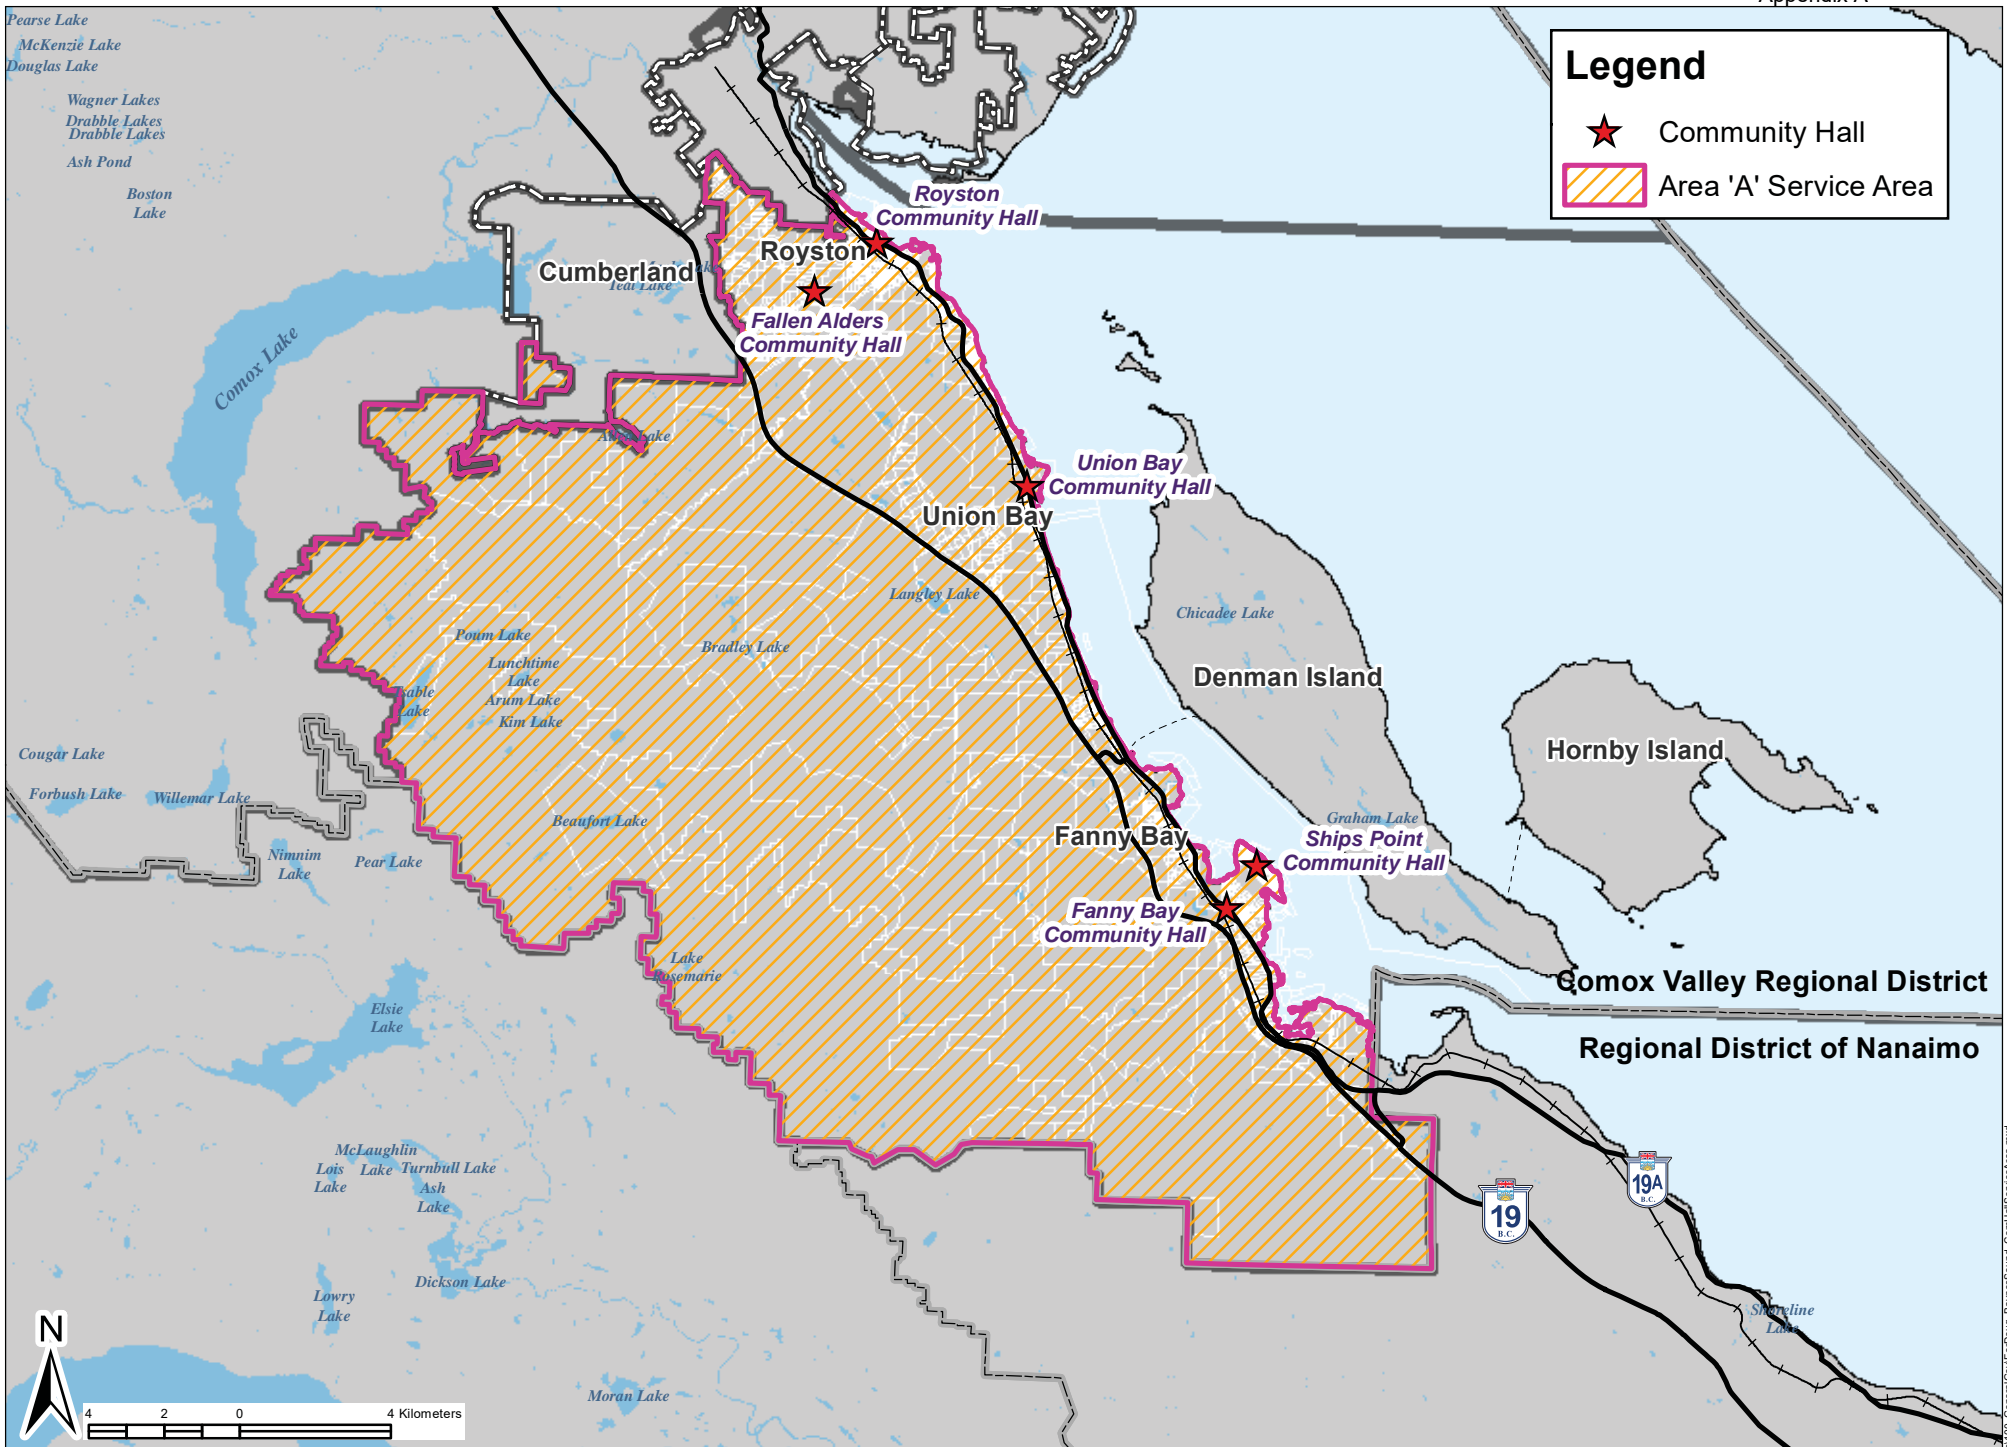 Appendix A
Pearse Lake
McKenzie Lake
Douglas Lake
Wagner Lakes
Drabble Lakes
Drabble Lakes
Ash Pond
Boston
Lake
Legend
Community Hall
Area 'A' Service Area
Royston
Community Hall
Royston
Cumberland
Teal Lake
Fallen Alders
Community Hall
Comox Lake
Lake
Union Bay
Community Hall
Union Bay
Langley Lake
Chicadee Lake
Poum Lake
Bradley Lake
Lunchtime
Lake
Arum Lake
Kim Lake
Lake
Denman Island
Hornby Island
Cougar Lake
Forbush Lake
Willemar Lake
Beaufort Lake
Graham Lake
Fanny Bay
Ships Point
Community Hall
Nimnim
Lake
Pear Lake
Fanny Bay
Community Hall
Lake
Rosemarie
Comox Valley Regional District
Elsie
Lake
Regional District of Nanaimo
McLaughlin
Lake
Lois
Lake
Turnbull Lake
Ash
Lake
19A
B.C.
19
B.C.
Dickson Lake
Lowry
Lake
Shoreline
Lake
Moran Lake
N
4 2 0 4 Kilometers